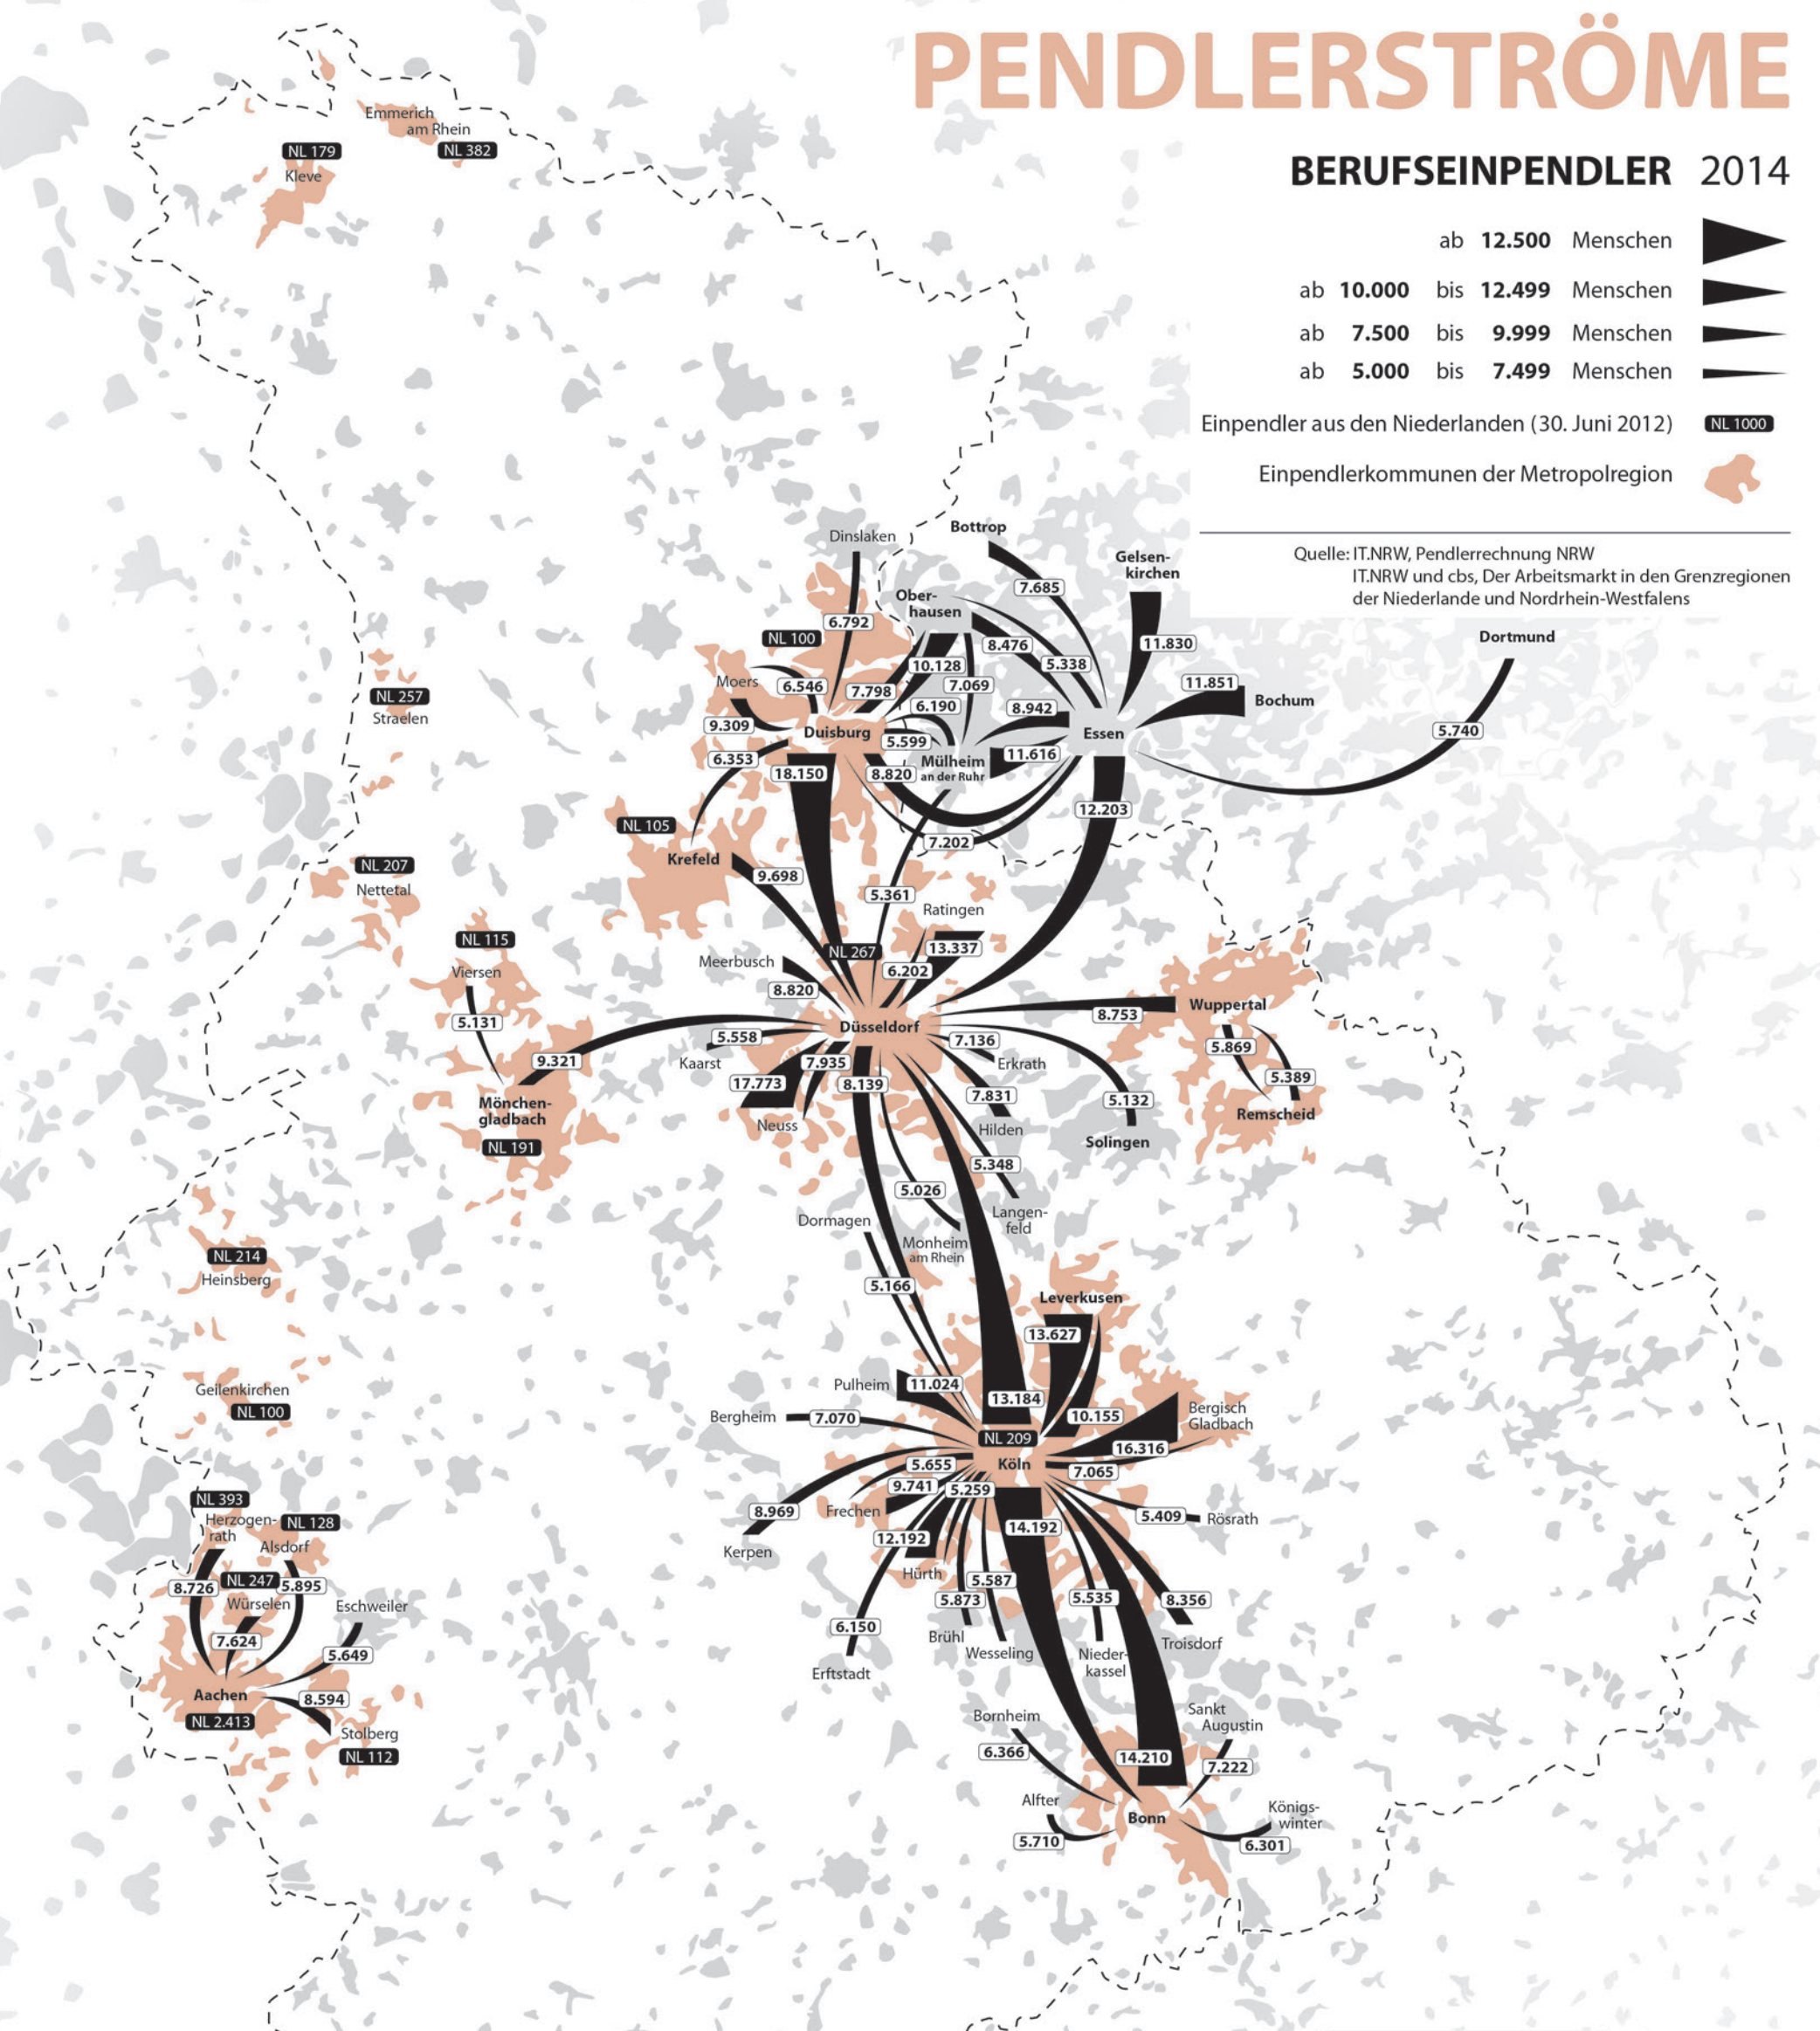 PENDLERSTRÖME
BERUFSEINPENDLER 2014
ab 12.500 Menschen
ab 10.000 bis 12.499 Menschen
ab 7.500 bis 9.999 Menschen
ab 5.000 bis 7.499 Menschen
Einpendler aus den Niederlanden (30. Juni 2012) NL 1000
Einpendlerkommunen der Metropolregion
Quelle: IT.NRW, Pendlerrechnung NRW
IT.NRW und cbs, Der Arbeitsmarkt in den Grenzregionen
der Niederlande und Nordrhein-Westfalens
Emmerich
am Rhein
NL 382
NL 179
Kleve
Dinslaken
Bottrop
Gelsen-
kirchen
7.685
Ober-
hausen
6.792
NL 100
11.830
Dortmund
8.476
10.128
5.338
Moers
6.546
7.798
7.069
11.851
Bochum
NL 257
Straelen
6.190
8.942
9.309
Duisburg
5.599
Essen
5.740
6.353
18.150
8.820
Mülheim
an der Ruhr
11.616
12.203
NL 105
7.202
Krefeld
9.698
NL 207
Nettetal
5.361
Ratingen
NL 115
13.337
NL 267
Meerbusch
6.202
Viersen
8.820
Wuppertal
5.131
8.753
Düsseldorf
5.558
7.136
5.869
9.321
Kaarst
7.935
Erkrath
17.773
8.139
5.389
7.831
5.132
Mönchen-
gladbach
Remscheid
Neuss
Hilden
Solingen
NL 191
5.348
5.026
Dormagen
Langen-
feld
Monheim
am Rhein
NL 214
Heinsberg
5.166
Leverkusen
13.627
Pulheim
11.024
Geilenkirchen
NL 100
13.184
Bergisch
Gladbach
Bergheim
7.070
10.155
NL 209
16.316
Köln
5.655
7.065
9.741
5.259
NL 393
8.969
Frechen
5.409
Rösrath
Herzogen-
rath
NL 128
Alsdorf
14.192
12.192
Kerpen
Hürth
8.726
NL 247
5.895
5.587
Würselen
Eschweiler
5.873
5.535
8.356
6.150
7.624
Brühl
Wesseling
Nieder-
kassel
Troisdorf
5.649
Erftstadt
Aachen
8.594
NL 2.413
Stolberg
NL 112
Bornheim
Sankt
Augustin
6.366
14.210
7.222
Alfter
Königs-
winter
Bonn
5.710
6.301